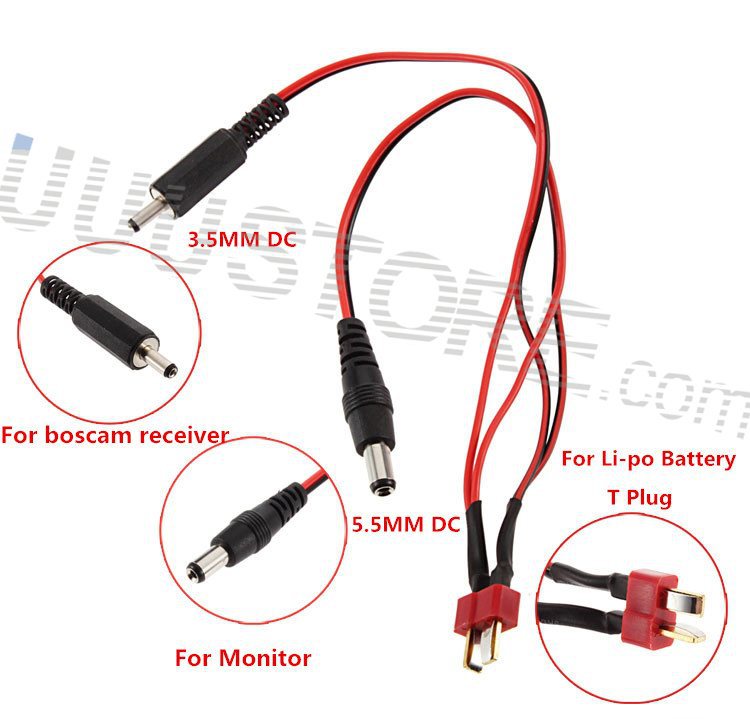 UUUSTORE.com
3.5MM DC
For boscam receiver
For Li-po Battery
T Plug
5.5MM DC
For Monitor